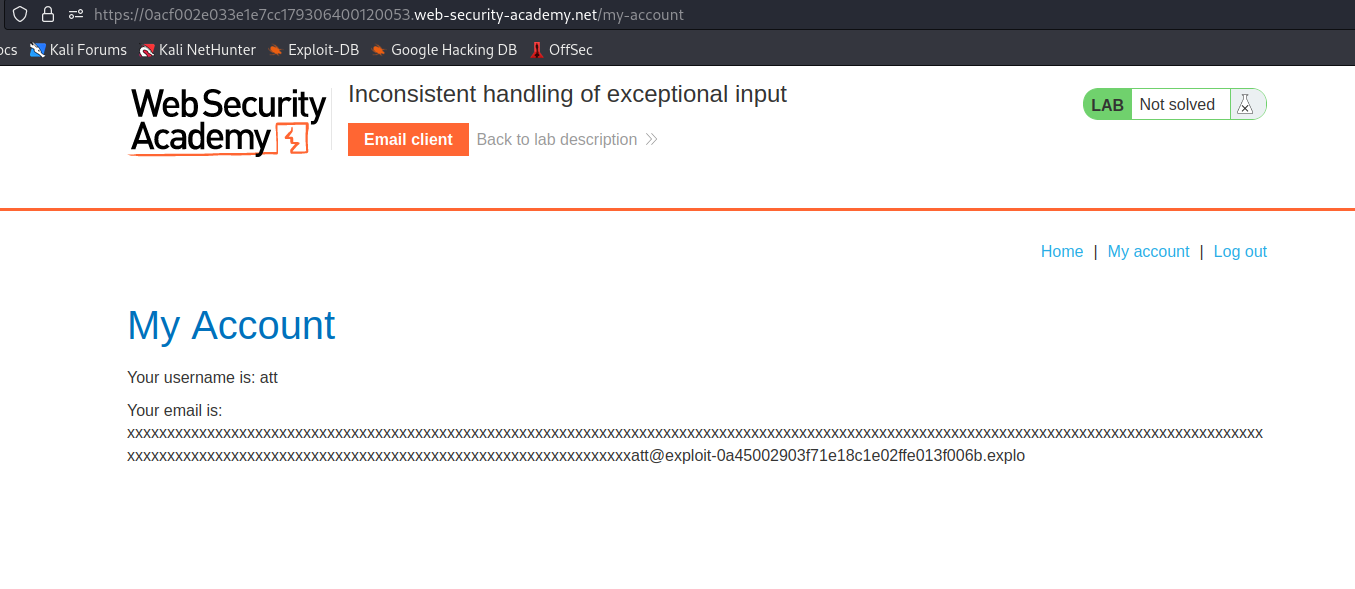 https://0acf002e033e1e7cc179306400120053.web-security-academy.net/my-account
ocs Kali Forums Kali NetHunter Exploit-DB Google Hacking DB OffSec
Web Security Academy
Inconsistent handling of exceptional input
LAB Not solved
Email client Back to lab description
Home | My account | Log out
My Account
Your username is: att
Your email is:
xxxxxxxxxxxxxxxxxxxxxxxxxxxxxxxxxxxxxxxxxxxxxxxxxxxxxxxxxxxxxxxxxxxxxxxxxxxxxxxxxxxxxxxxxxxxxxxxxxxxxxxxxxxxxxxxxxxxxxxxxxxxxxxxxxxxxxxxxxxxxx
xxxxxxxxxxxxxxxxxxxxxxxxxxxxxxxxxxxxxxxxxxxxxxxxxxxxxxxxxxxxxxxatt@exploit-0a45002903f71e18c1e02ffe013f006b.explo